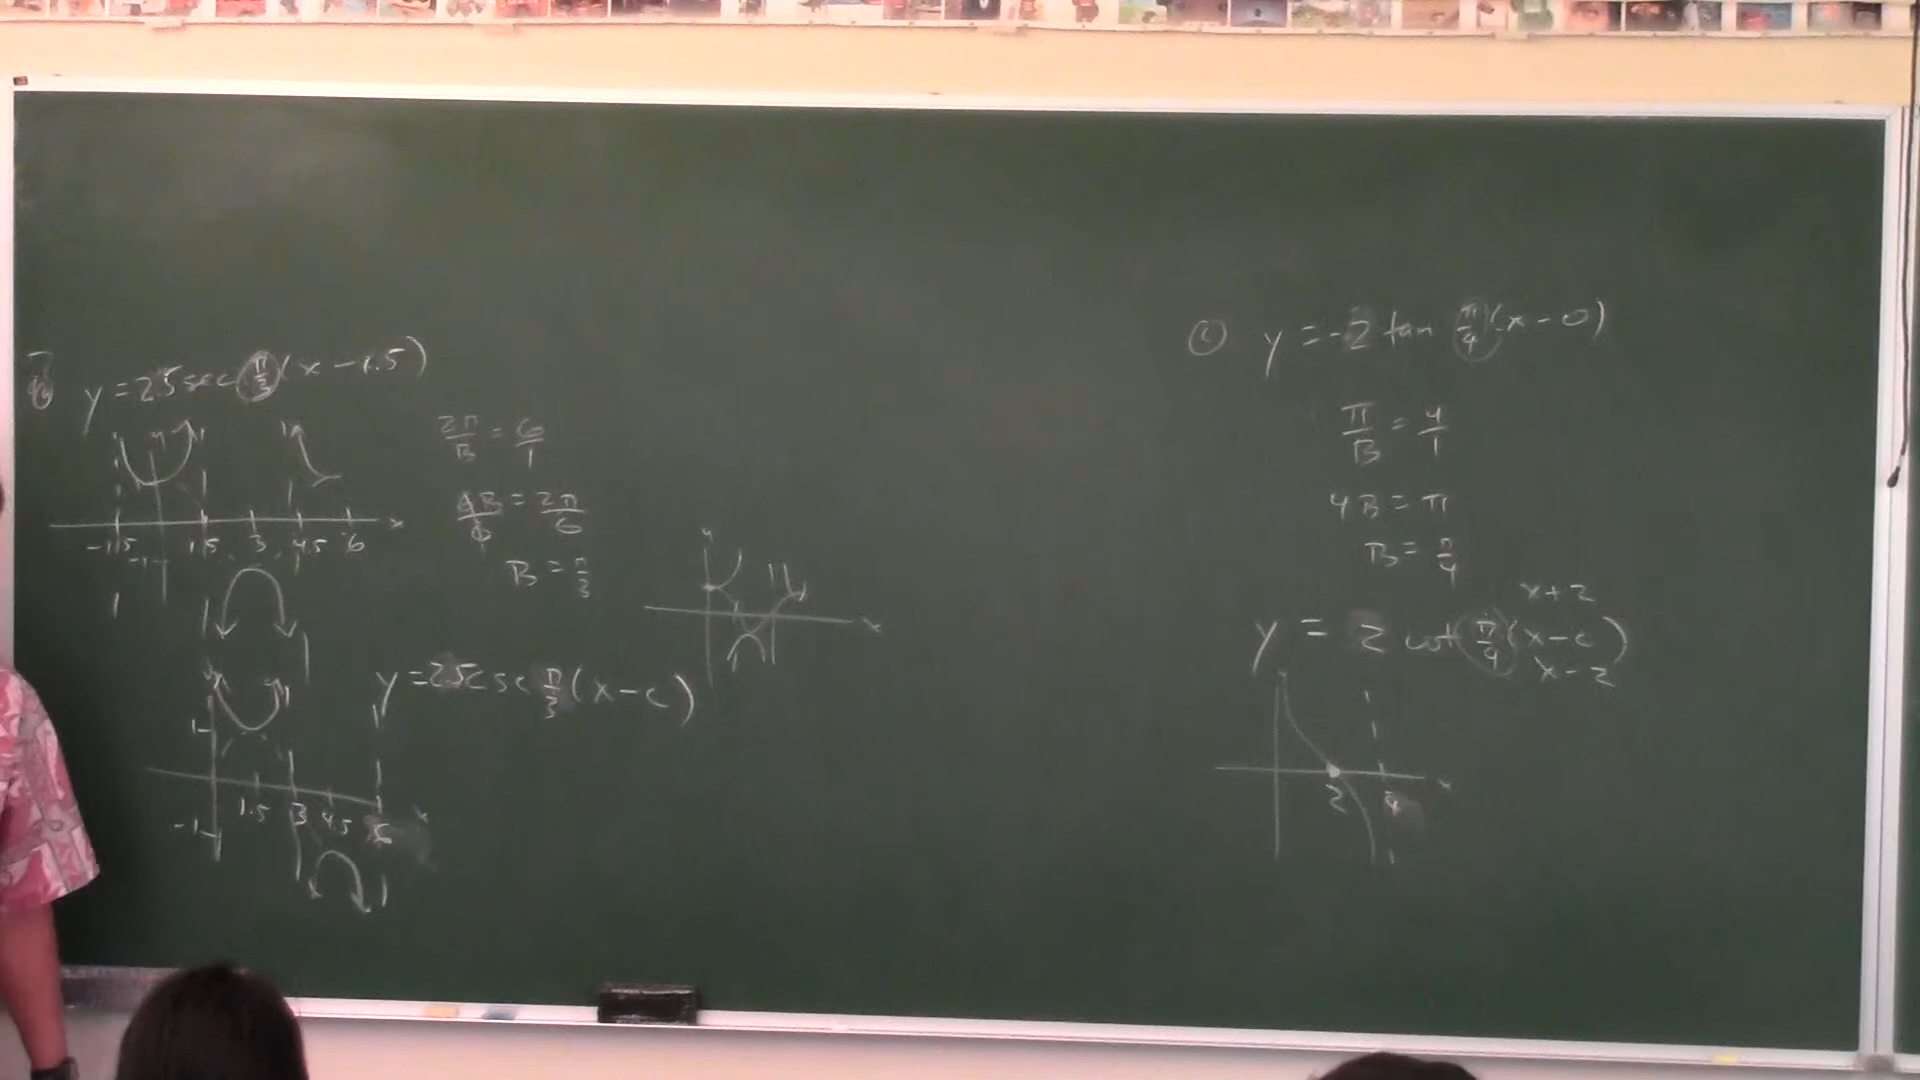 y = 2.5 sec π/3 (x - 1.5)
2π/B = 6/1
6B/6 = 2π/6
B = π/3
-1.5 1.5 3 4.5 6 x
-1
x
y = 2.5 csc π/3 (x - c)
1
1.5 3 4.5 6 x
-1
(c) y = -2 tan π/4 (x - 0)
π/B = 4/1
4B = π
B = π/4
x + 2
y = 2 cot π/4 (x - c)
x - 2
2 4 x